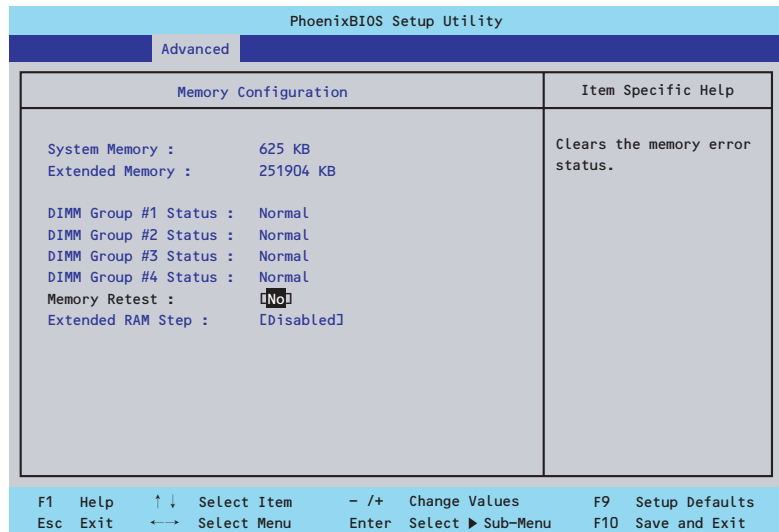 PhoenixBIOS Setup Utility
Advanced
Memory Configuration
Item Specific Help
System Memory : 625 KB
Extended Memory : 251904 KB
DIMM Group #1 Status : Normal
DIMM Group #2 Status : Normal
DIMM Group #3 Status : Normal
DIMM Group #4 Status : Normal
Memory Retest : [No]
Extended RAM Step : [Disabled]
Clears the memory error
status.
F1 Help ↑↓ Select Item − /+ Change Values F9 Setup Defaults
Esc Exit ←→ Select Menu Enter Select ▶ Sub−Menu F10 Save and Exit